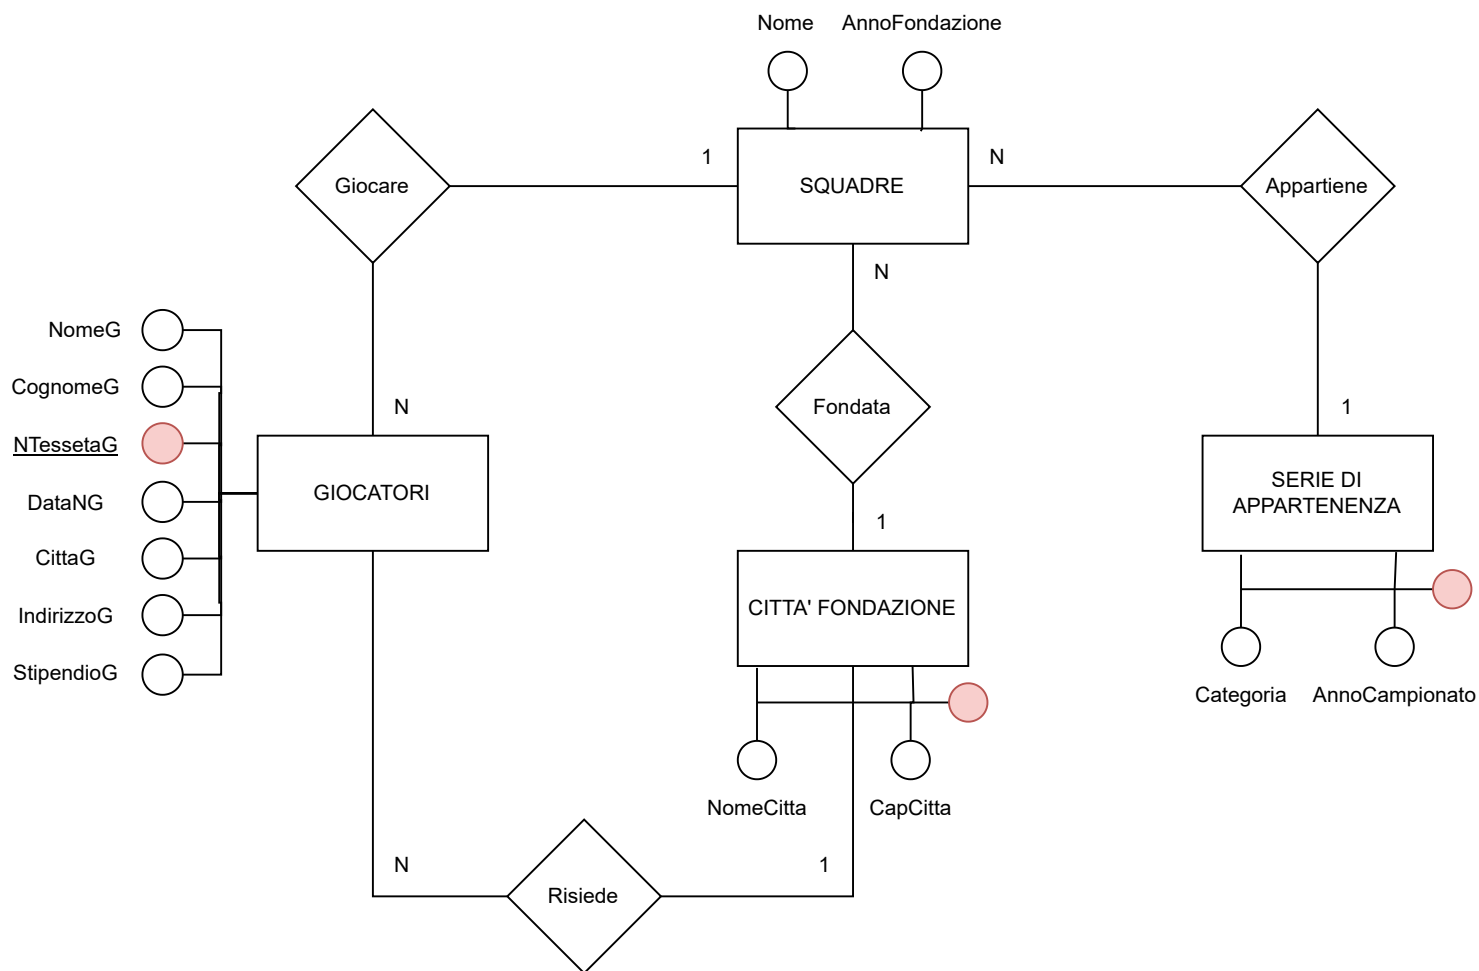 Nome
AnnoFondazione
1
SQUADRE
N
Giocare
Appartiene
N
NomeG
CognomeG
NTessetaG
DataNG
CittaG
IndirizzoG
StipendioG
N
GIOCATORI
Fondata
1
1
SERIE DI
APPARTENENZA
CITTA' FONDAZIONE
Categoria
AnnoCampionato
NomeCitta
CapCitta
N
Risiede
1